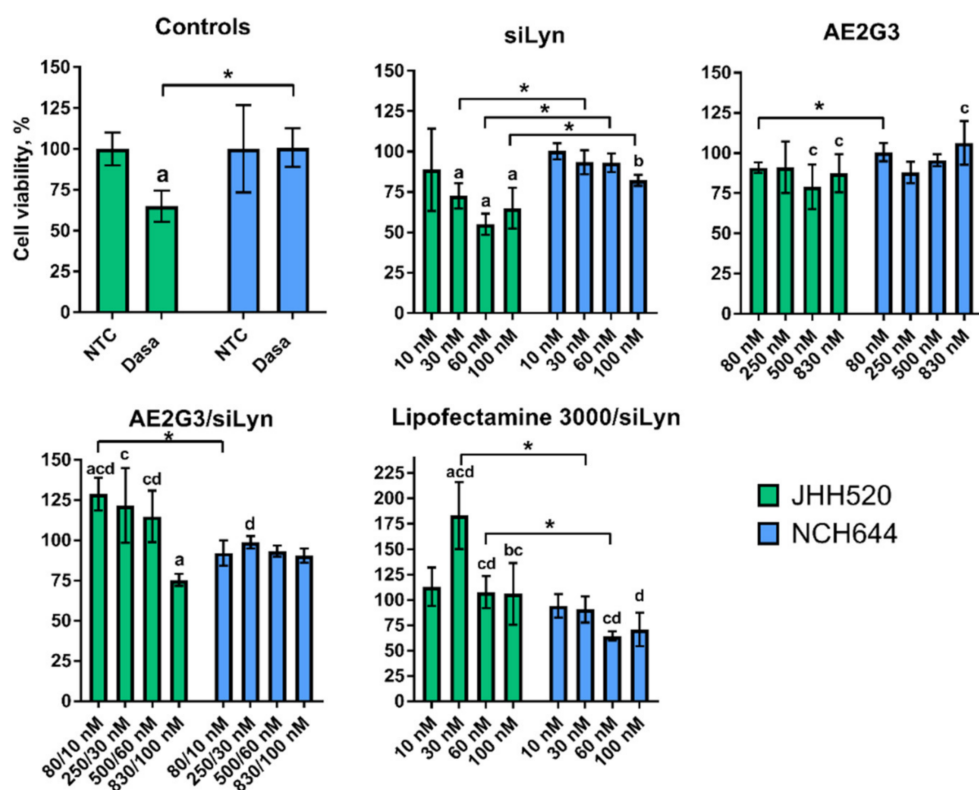 Controls
Cell viability, %
150
125
100
75
50
25
0
a
*
NTC
Dasa
NTC
Dasa
siLyn
150
125
100
75
50
25
0
*
*
*
a
a
a
b
10 nM
30 nM
60 nM
100 nM
10 nM
30 nM
60 nM
100 nM
AE2G3
150
125
100
75
50
25
0
*
c
c
c
80 nM
250 nM
500 nM
830 nM
80 nM
250 nM
500 nM
830 nM
AE2G3/siLyn
150
125
100
75
50
25
0
*
acd
c
cd
a
d
80/10 nM
250/30 nM
500/60 nM
830/100 nM
80/10 nM
250/30 nM
500/60 nM
830/100 nM
Lipofectamine 3000/siLyn
225
200
175
150
125
100
75
50
25
0
acd
*
*
cd
bc
cd
d
10 nM
30 nM
60 nM
100 nM
10 nM
30 nM
60 nM
100 nM
JHH520
NCH644